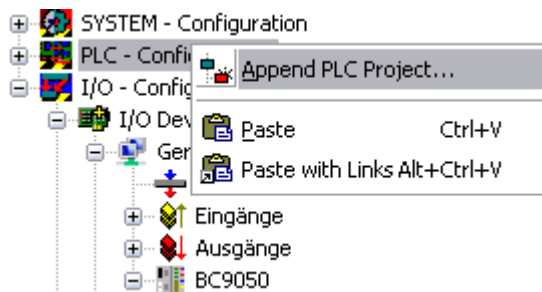 SYSTEM - Configuration
PLC - Confi
Append PLC Project...
I/O - Config
I/O Dev
Paste Ctrl+V
Ger
Paste with Links Alt+Ctrl+V
Eingänge
Ausgänge
BC9050